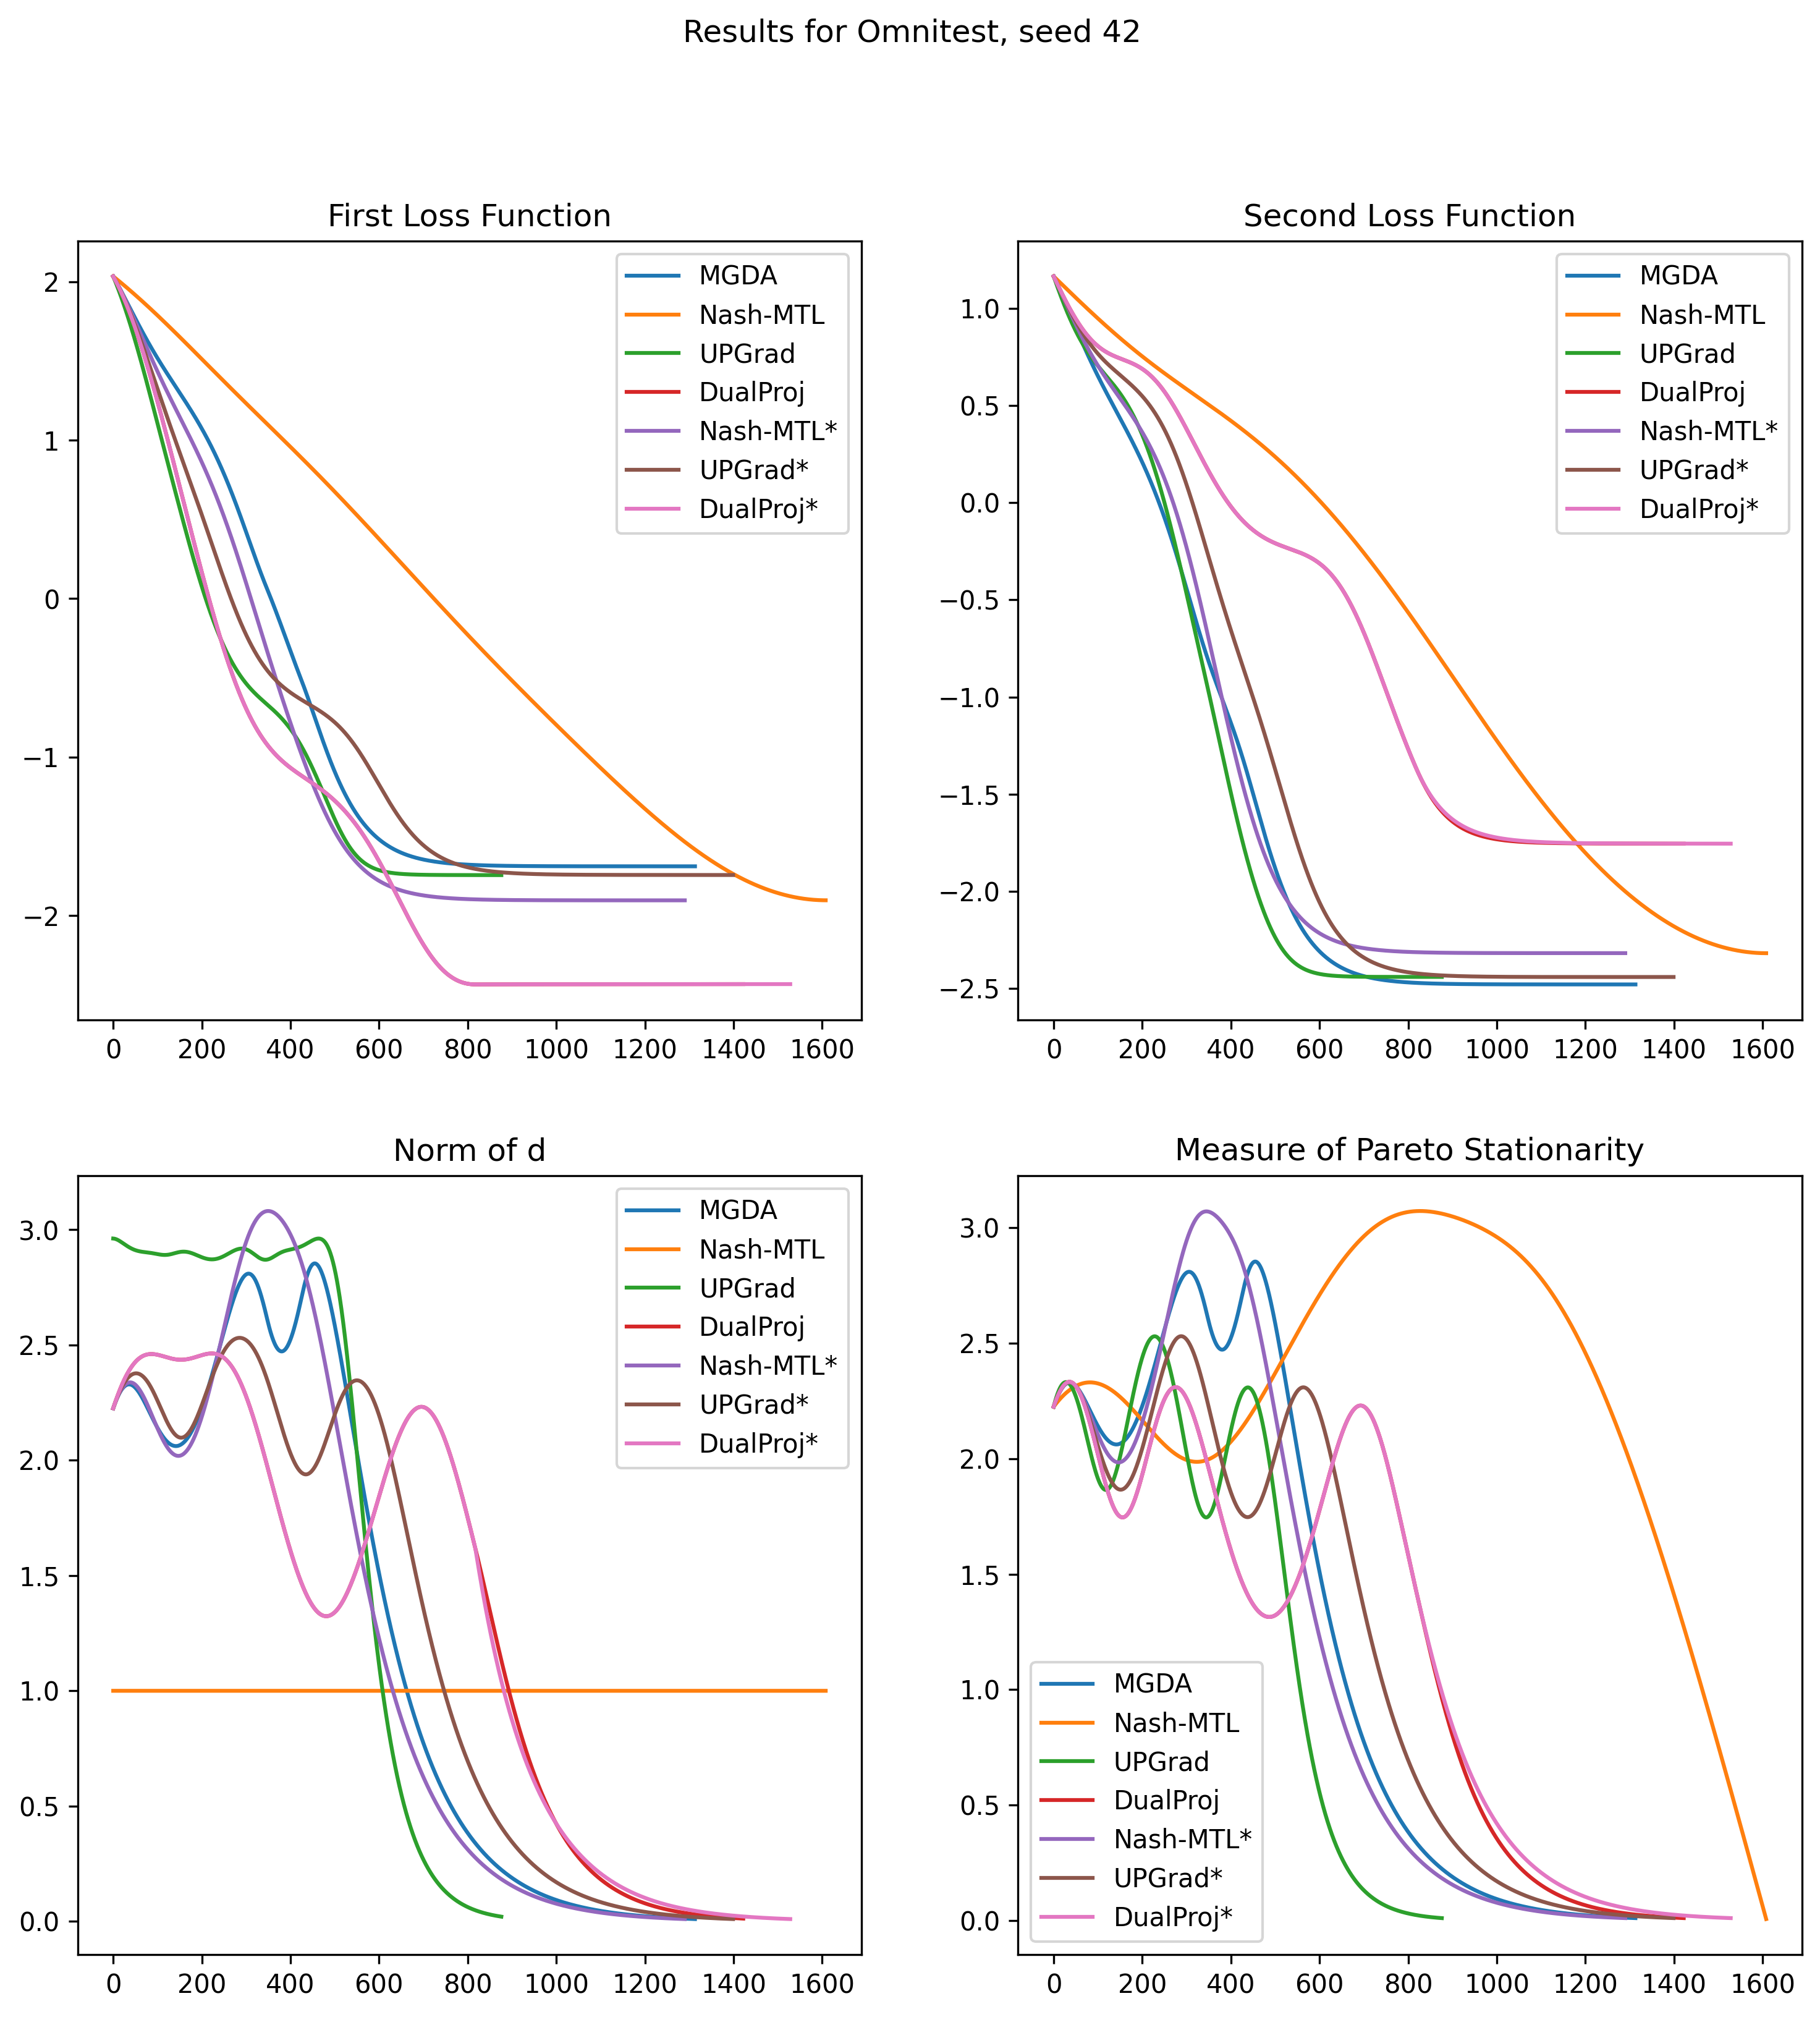 Results for Omnitest, seed 42
First Loss Function
2
1
0
−1
−2
0 200 400 600 800 1000 1200 1400 1600
MGDA
Nash-MTL
UPGrad
DualProj
Nash-MTL*
UPGrad*
DualProj*
Second Loss Function
1.0
0.5
0.0
−0.5
−1.0
−1.5
−2.0
−2.5
0 200 400 600 800 1000 1200 1400 1600
MGDA
Nash-MTL
UPGrad
DualProj
Nash-MTL*
UPGrad*
DualProj*
Norm of d
3.0
2.5
2.0
1.5
1.0
0.5
0.0
0 200 400 600 800 1000 1200 1400 1600
MGDA
Nash-MTL
UPGrad
DualProj
Nash-MTL*
UPGrad*
DualProj*
Measure of Pareto Stationarity
3.0
2.5
2.0
1.5
1.0
0.5
0.0
0 200 400 600 800 1000 1200 1400 1600
MGDA
Nash-MTL
UPGrad
DualProj
Nash-MTL*
UPGrad*
DualProj*